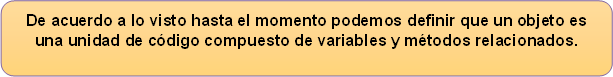 De acuerdo a lo visto hasta el momento podemos definir que un objeto es
una unidad de código compuesto de variables y métodos relacionados.